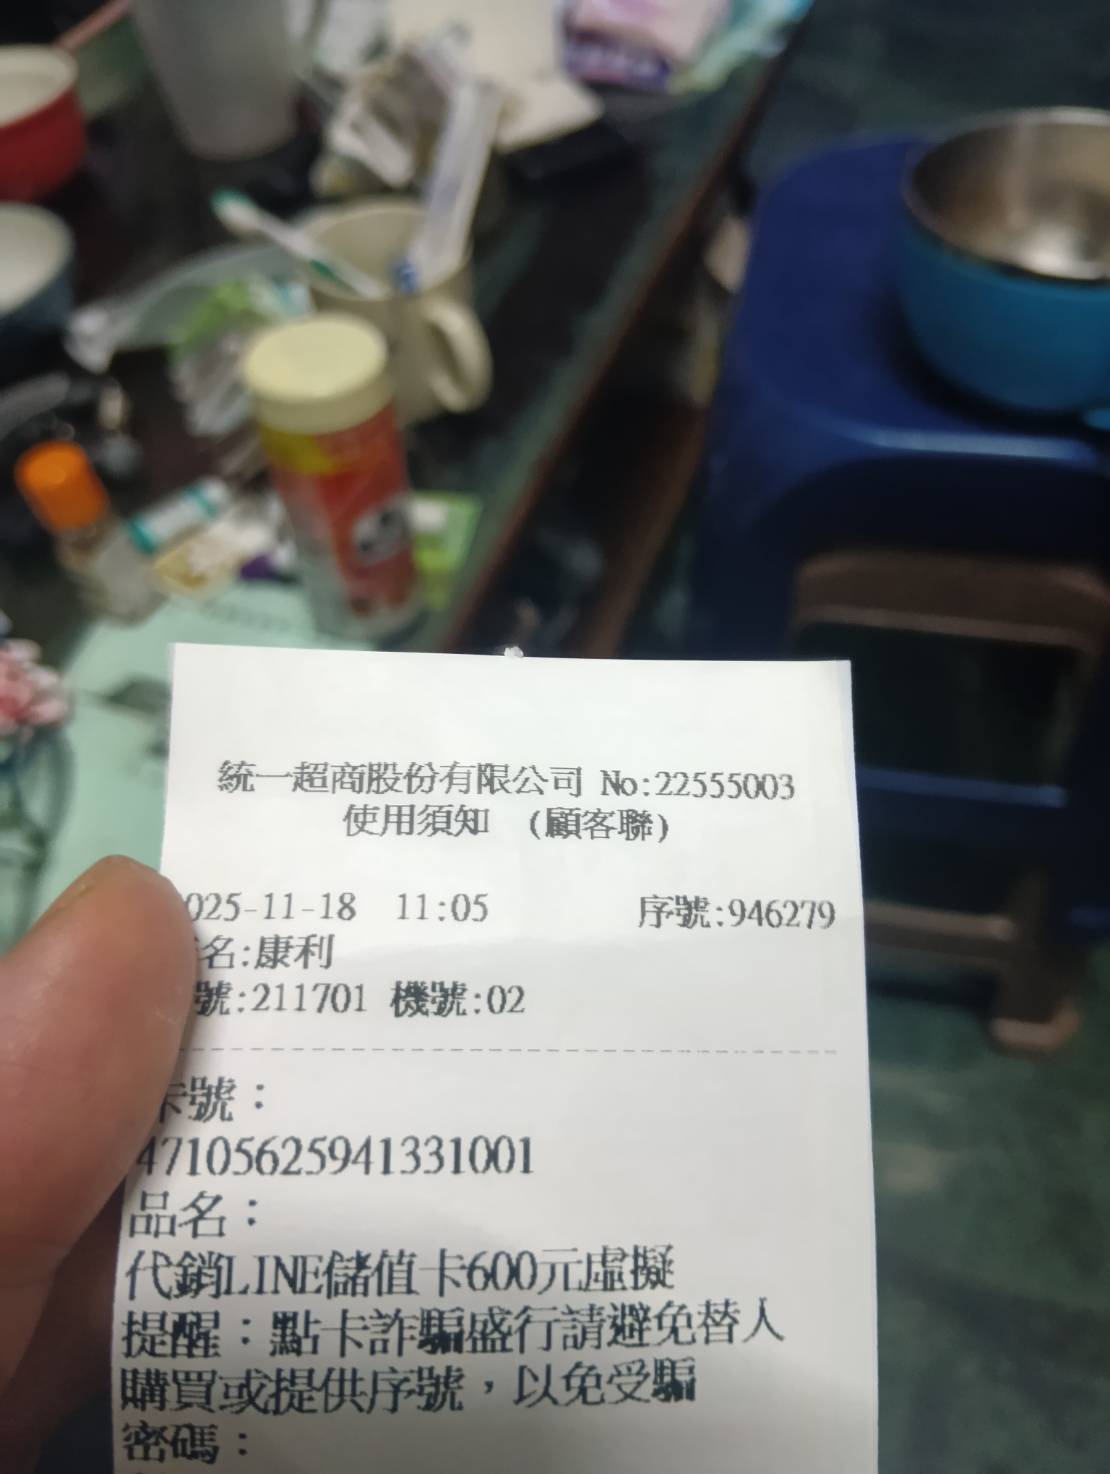 統一超商股份有限公司 No:22555003
使用須知 (顧客聯)
025-11-18 11:05 序號:946279
名:康利
號:211701 機號:02
卡號：
47105625941331001
品名：
代銷LINE儲值卡600元虛擬
提醒：點卡詐騙盛行請避免替人
購買或提供序號，以免受騙
密碼：